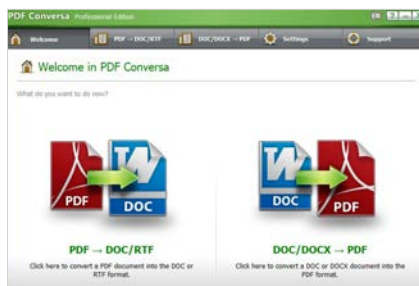 PDF Conversa Professional Edition EN ?
Welcome PDF → DOC/RTF DOC/DOCX → PDF Settings Support
Welcome in PDF Conversa
What do you want to do now?
PDF DOC DOC PDF
PDF → DOC/RTF DOC/DOCX → PDF
Click here to convert a PDF document into the DOC or Click here to convert a DOC or DOCX document into the
RTF format. PDF format.